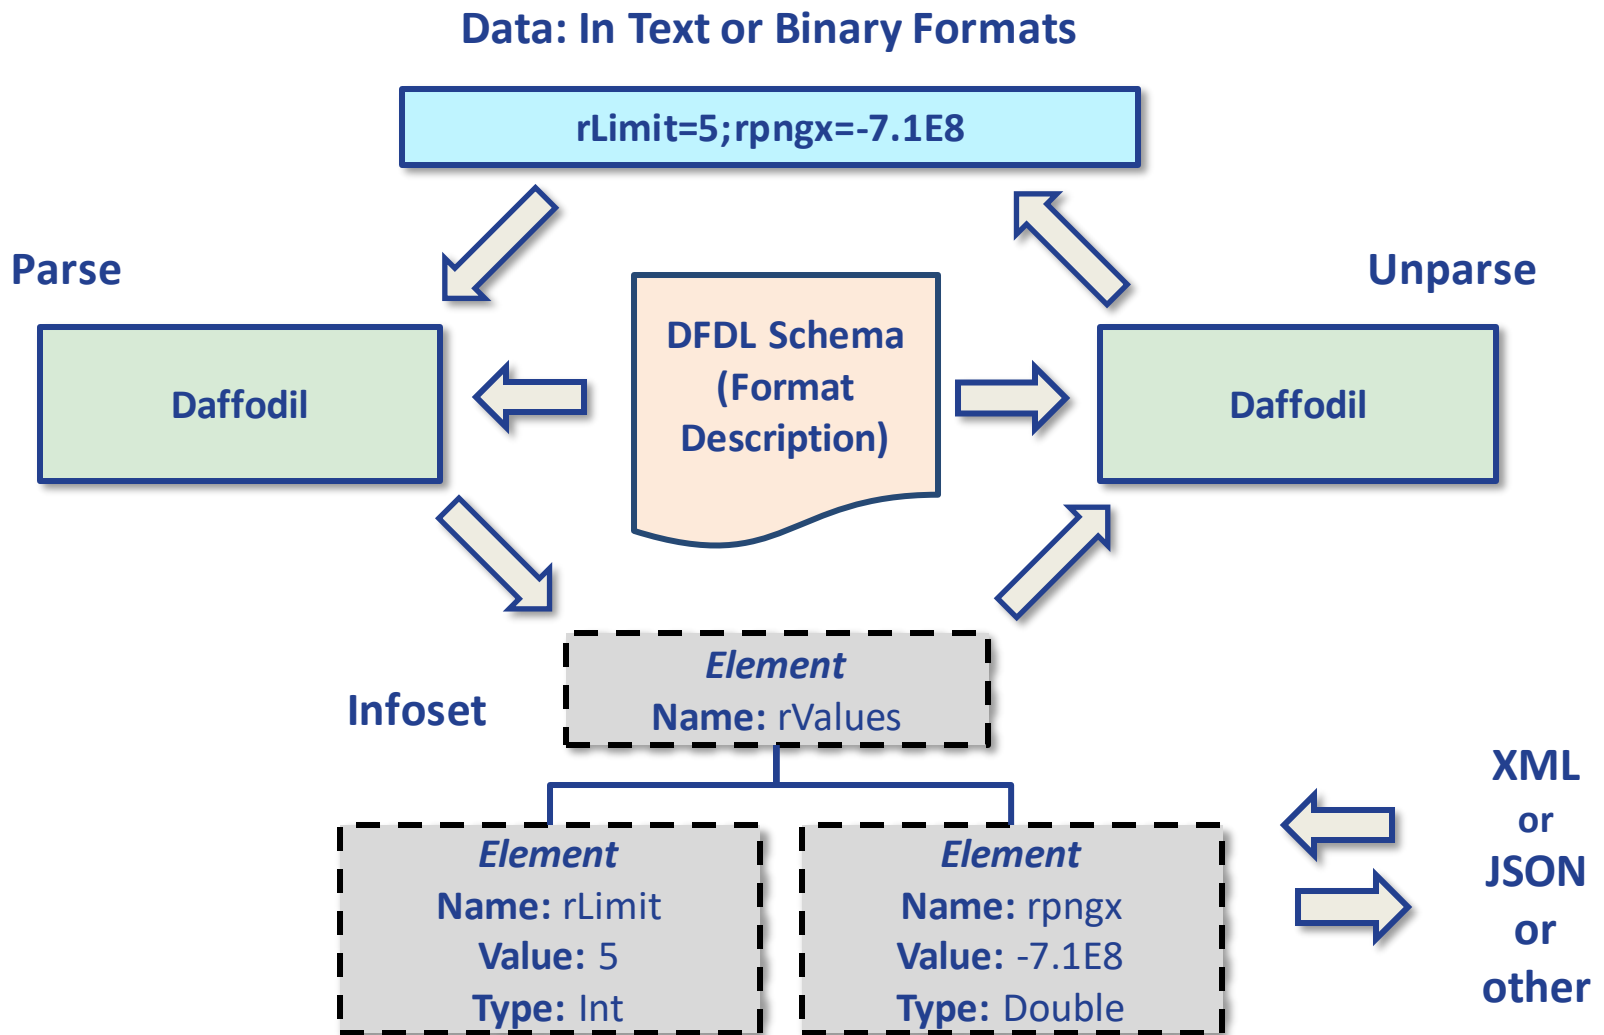 Data: In Text or Binary Formats
rLimit=5;rpngx=-7.1E8
Parse
Unparse
Daffodil
DFDL Schema
(Format
Description)
Daffodil
Infoset
Element
Name: rValues
Element
Name: rLimit
Value: 5
Type: Int
Element
Name: rpngx
Value: -7.1E8
Type: Double
XML
or
JSON
or
other